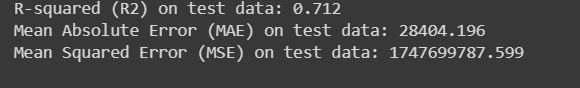 R-squared (R2) on test data: 0.712
Mean Absolute Error (MAE) on test data: 28404.196
Mean Squared Error (MSE) on test data: 1747699787.599